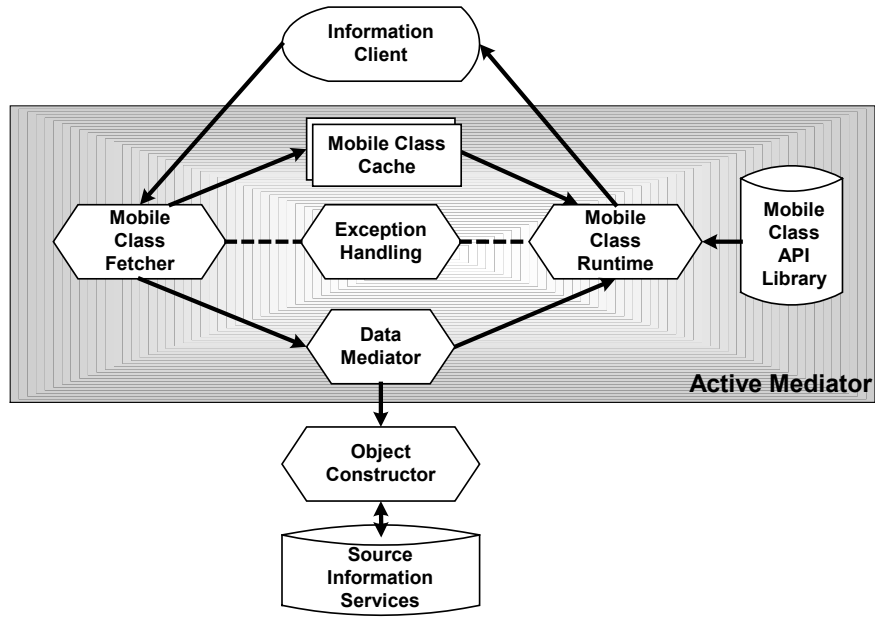 Information
Client
Mobile Class
Cache
Mobile
Class
Fetcher
Exception
Handling
Mobile
Class
Runtime
Mobile
Class
API
Library
Data
Mediator
Active Mediator
Object
Constructor
Source
Information
Services